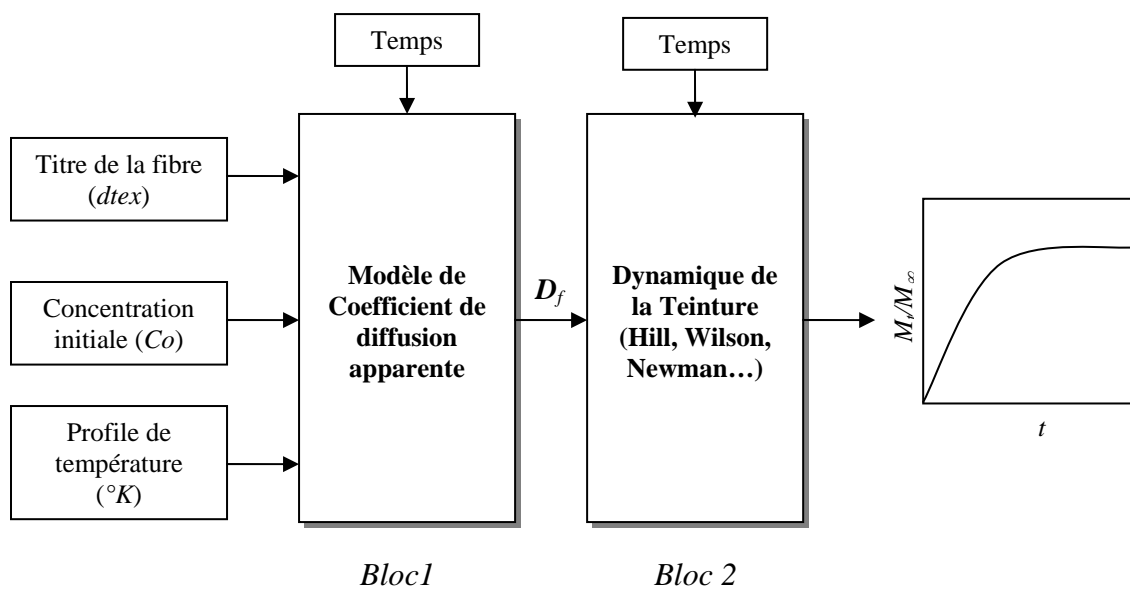 Temps
Temps
Titre de la fibre
(dtex)
Concentration
initiale (Co)
Profile de
température
(°K)
Modèle de
Coefficient de
diffusion
apparente
D_f
Dynamique de
la Teinture
(Hill, Wilson,
Newman…)
M_t/M_∞
t
Bloc1
Bloc 2